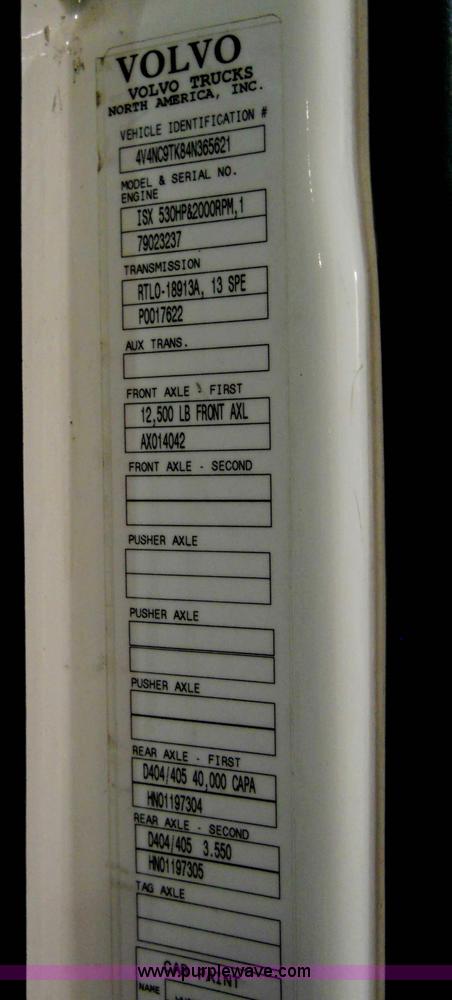 VOLVO
VOLVO TRUCKS
NORTH AMERICA, INC.
VEHICLE IDENTIFICATION #
4V4NC9TK84N365621
MODEL & SERIAL NO.
ENGINE
ISX 530HP&2000RPM,1
79023237
TRANSMISSION
RTLO-18913A, 13 SPE
P0017622
AUX TRANS.
FRONT AXLE - FIRST
12,500 LB FRONT AXL
AX014042
FRONT AXLE - SECOND
PUSHER AXLE
PUSHER AXLE
PUSHER AXLE
REAR AXLE - FIRST
D404/405 40,000 CAPA
HN01197304
REAR AXLE - SECOND
D404/405 3.550
HN01197305
TAG AXLE
CAB PAINT
www.purplewave.com
NAME